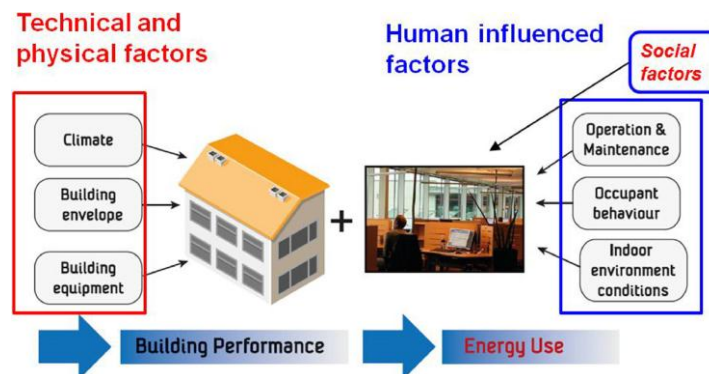 Technical and
physical factors
Human influenced
factors
Social
factors
Climate
Building
envelope
Building
equipment
+
Operation &
Maintenance
Occupant
behaviour
Indoor
environment
conditions
Building Performance
Energy Use